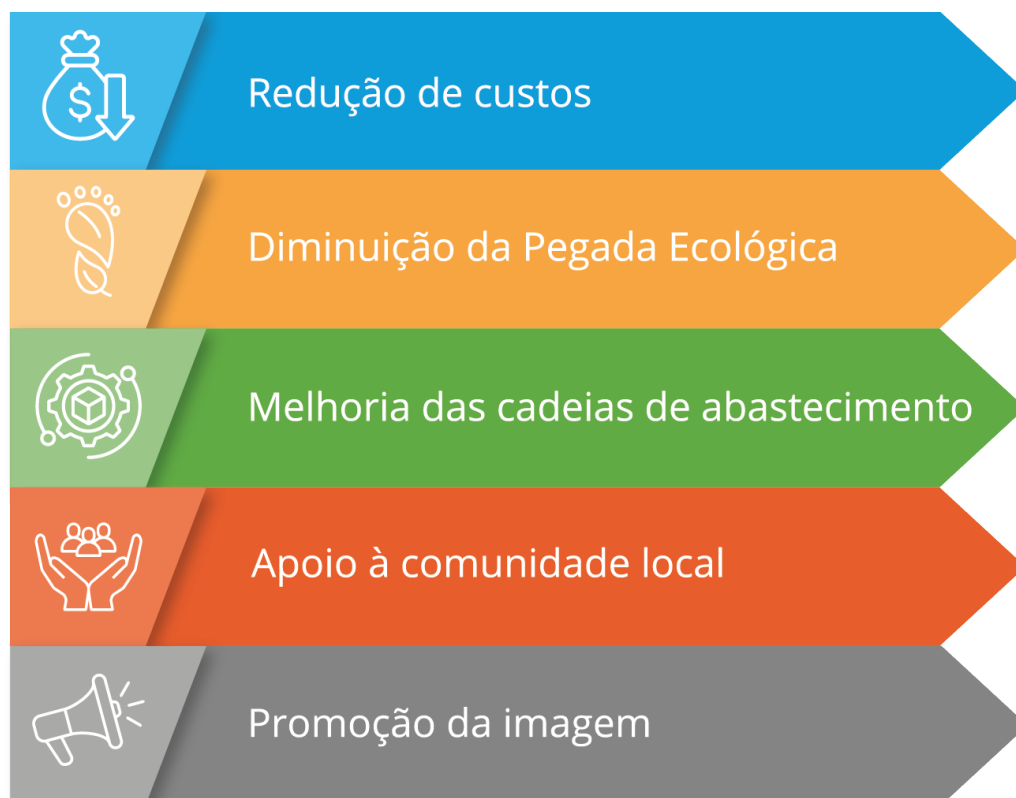 $
Redução de custos
Diminuição da Pegada Ecológica
Melhoria das cadeias de abastecimento
Apoio à comunidade local
Promoção da imagem